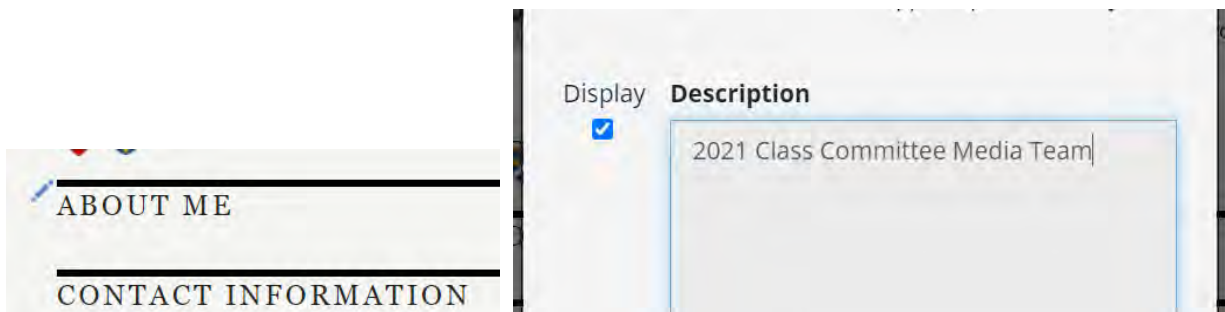 ABOUT ME
CONTACT INFORMATION
Display Description
2021 Class Committee Media Team